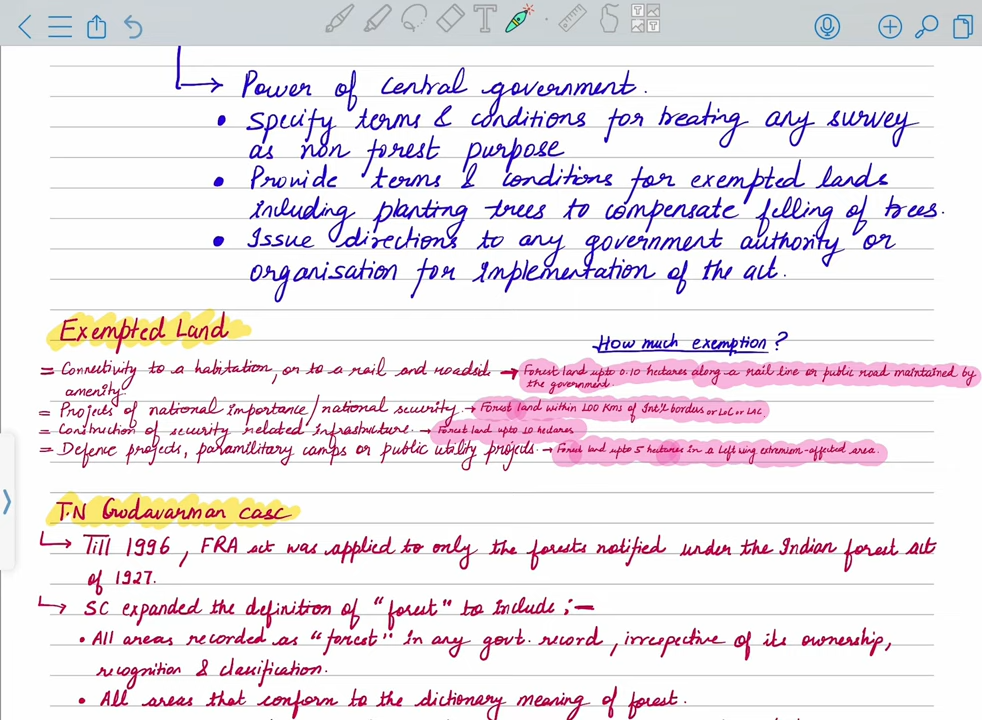 Power of central government.
• Specify terms & conditions for treating any survey
as non forest purpose
• Provide terms & conditions for exempted lands
including planting trees to compensate felling of trees.
• Issue directions to any government authority or
organisation for implementation of the act.
Exempted Land
How much exemption?
= Connectivity to a habitation, or to a rail and roadside → Forest land upto 0.10 hectares along a rail line or public road maintained by
amenity. the government.
= Projects of national importance/national security. → Forest land within 100 Kms of Int'l borders or LOC or LAC
= Construction of security related infrastructure. → Forest land upto 10 hectares
= Defence projects, paramilitary camps or public utility projects. → Forest land upto 5 hectares in a Left wing extremism-affected area.
T.N Godavarman case
→ Till 1996, FRA act was applied to only the forests notified under the Indian forest act
of 1927.
→ SC expanded the definition of "forest" to include ;-
• All areas recorded as "forest" in any govt. record, irrespective of its ownership,
recognition & classification.
• All areas that conform to the dictionary meaning of forest.